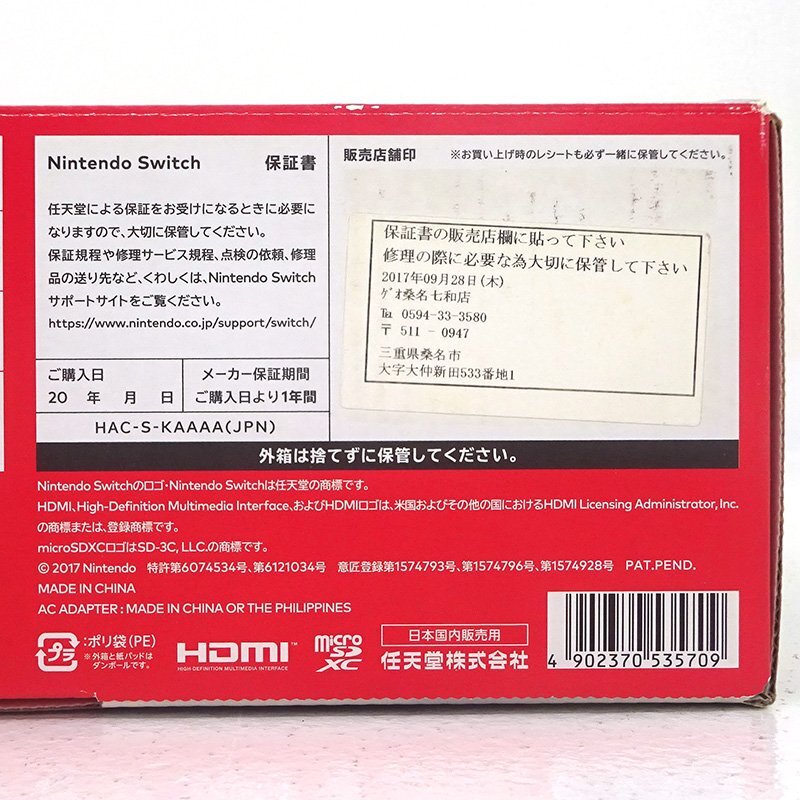 Nintendo Switch 保証書
任天堂による保証をお受けになるときに必要に
なりますので、大切に保管してください。
保証規程や修理サービス規程、点検の依頼、修理
品の送り先など、くわしくは、Nintendo Switch
サポートサイトをご覧ください。
https://www.nintendo.co.jp/support/switch/
ご購入日
20 年 月 日
メーカー保証期間
ご購入日より1年間
HAC-S-KAAAA(JPN)
販売店舗印 ※お買い上げ時のレシートも必ず一緒に保管してください。
保証書の販売店欄に貼って下さい
修理の際に必要な為大切に保管して下さい
2017年09月28日(木)
ゲオ桑名七和店
℡ 0594-33-3580
〒 511 - 0947
三重県桑名市
大字大仲新田533番地1
外箱は捨てずに保管してください。
Nintendo Switchのロゴ・Nintendo Switchは任天堂の商標です。
HDMI、High-Definition Multimedia Interface、およびHDMIロゴは、米国およびその他の国におけるHDMI Licensing Administrator, Inc.
の商標または、登録商標です。
microSDXCロゴはSD-3C, LLC.の商標です。
© 2017 Nintendo 特許第6074534号、第6121034号 意匠登録第1574793号、第1574796号、第1574928号 PAT.PEND.
MADE IN CHINA
AC ADAPTER : MADE IN CHINA OR THE PHILIPPINES
プラ
:ポリ袋(PE)
※外箱と紙パッドは
ダンボールです。
HDMI™
HIGH-DEFINITION MULTIMEDIA INTERFACE
micro
SD
XC
日本国内販売用
任天堂株式会社
4 902370 535709